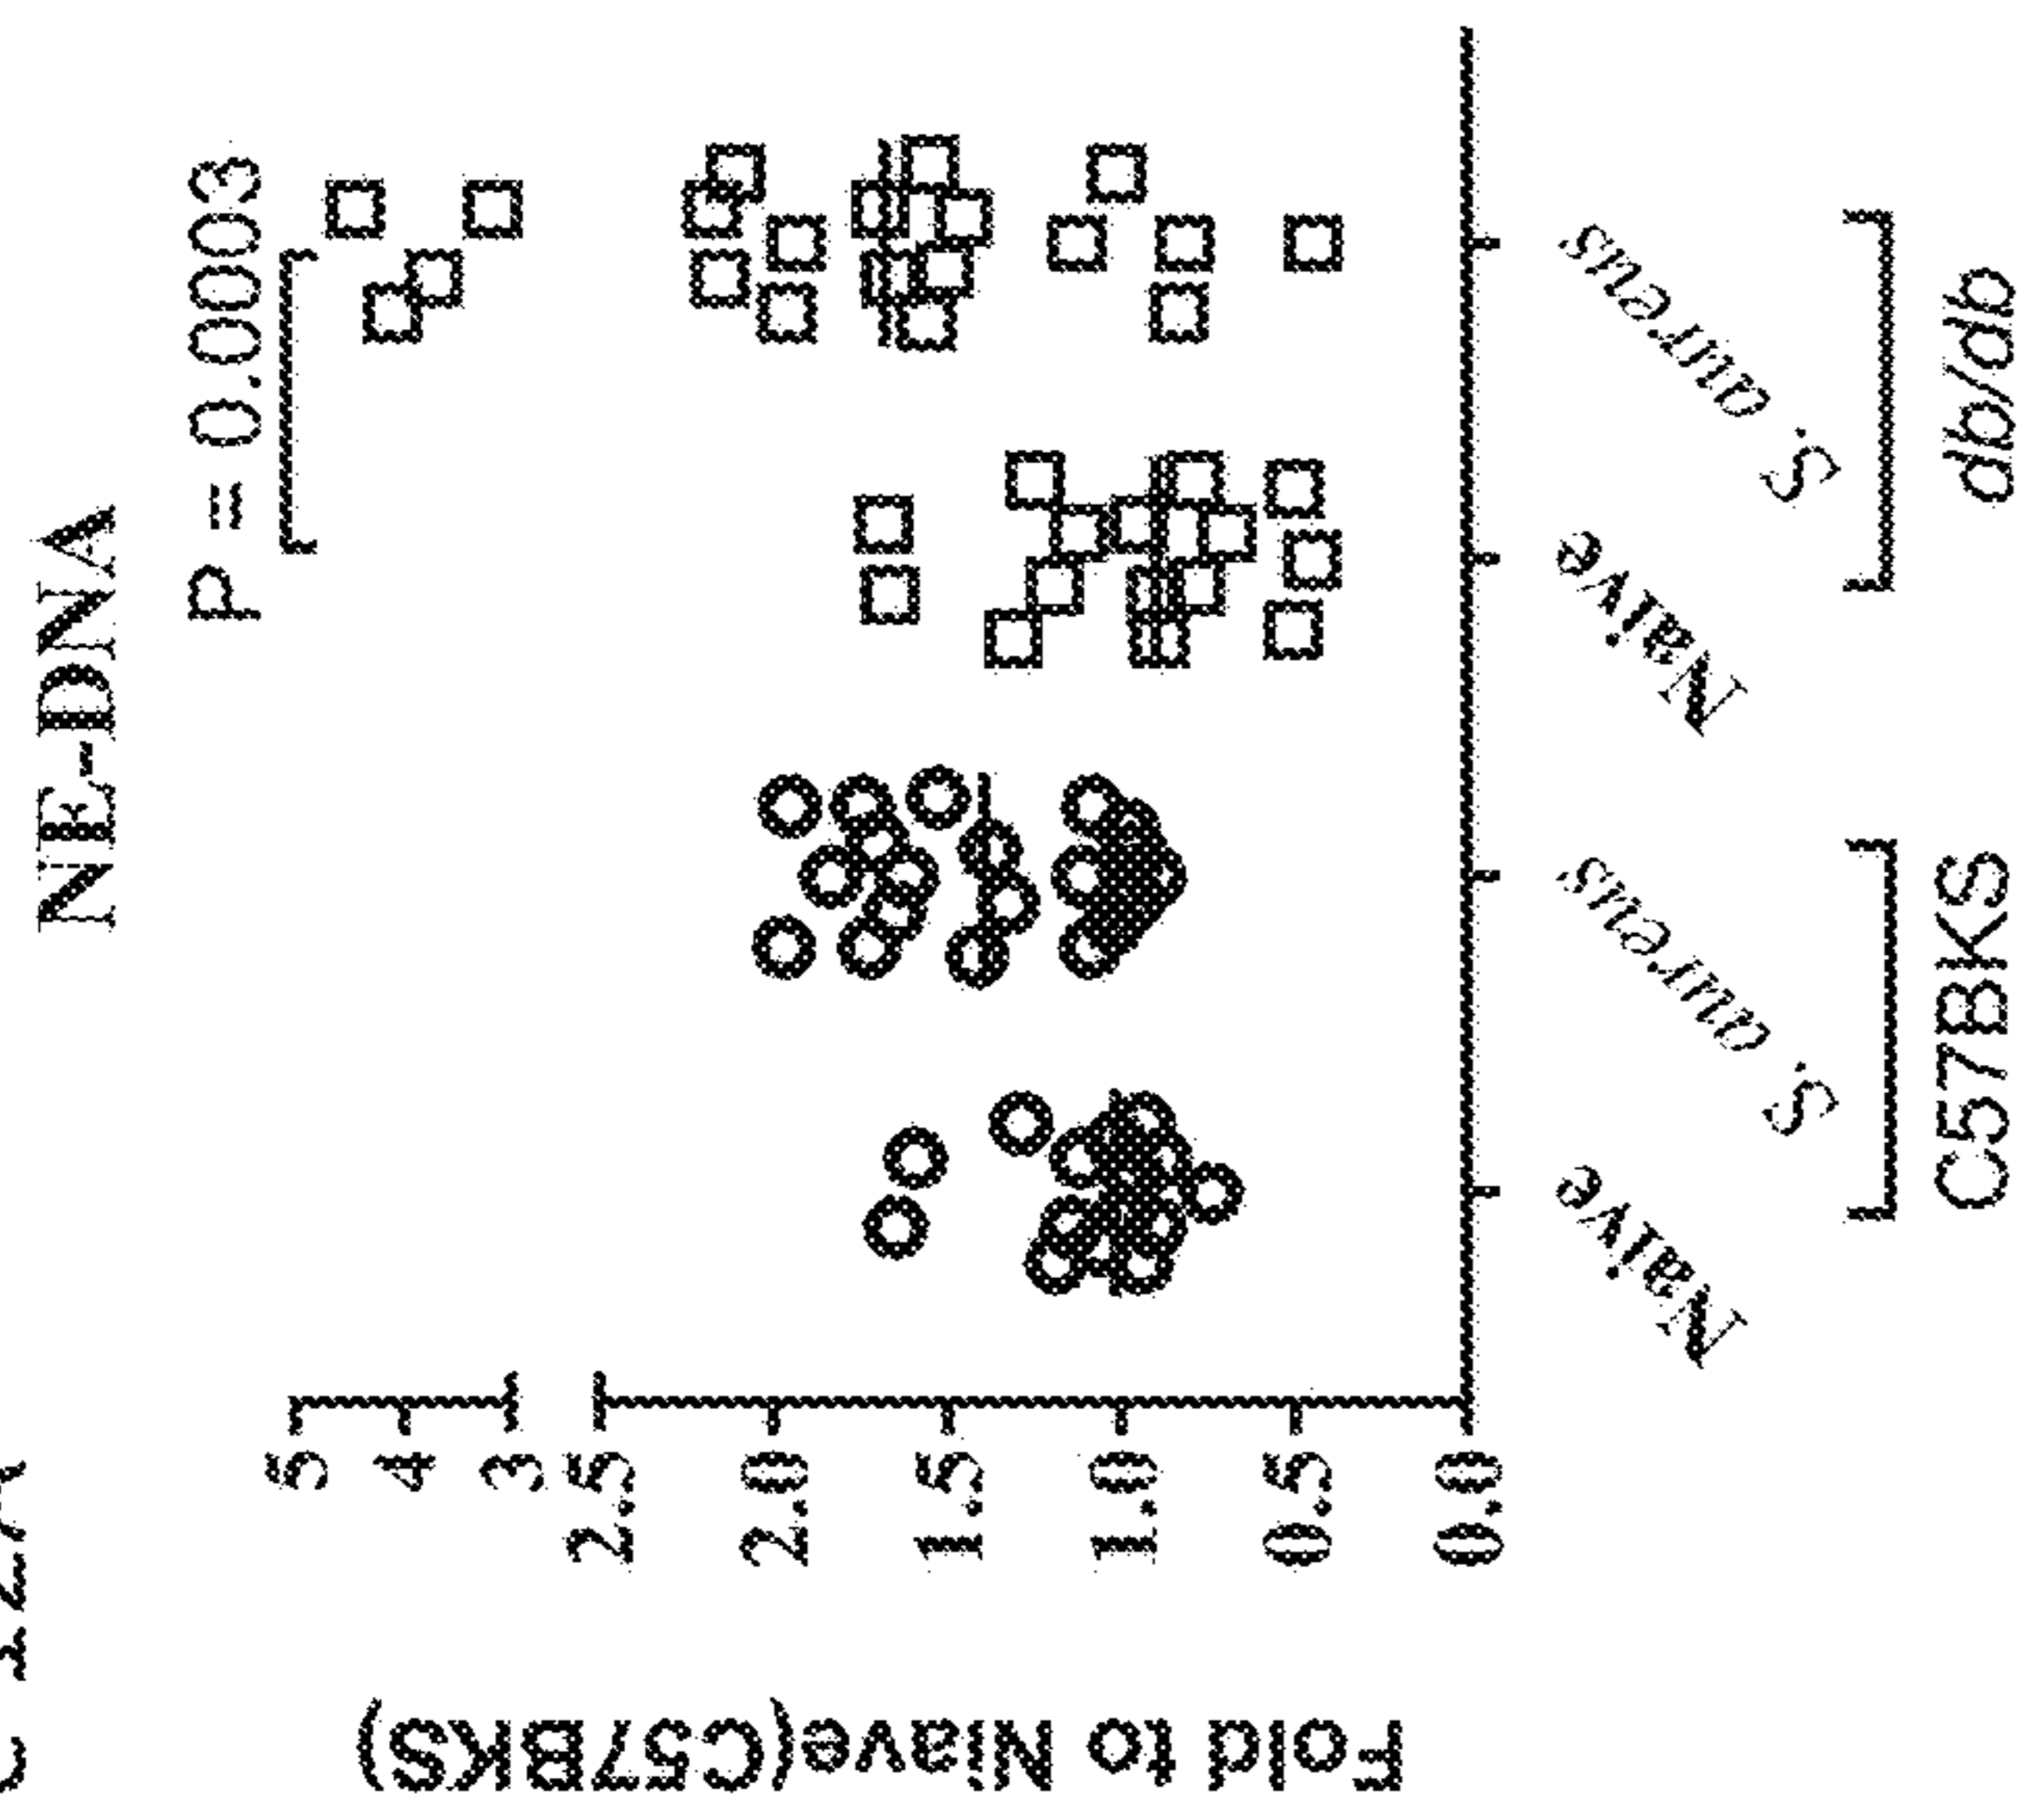 NE-DNA
P = 0.0003
Fold to Niave(C57BKS)
5
4
3
2.5
2.0
1.5
1.0
0.5
0.0
Naive
S. aureus
Naive
S. aureus
C57BKS
db/db